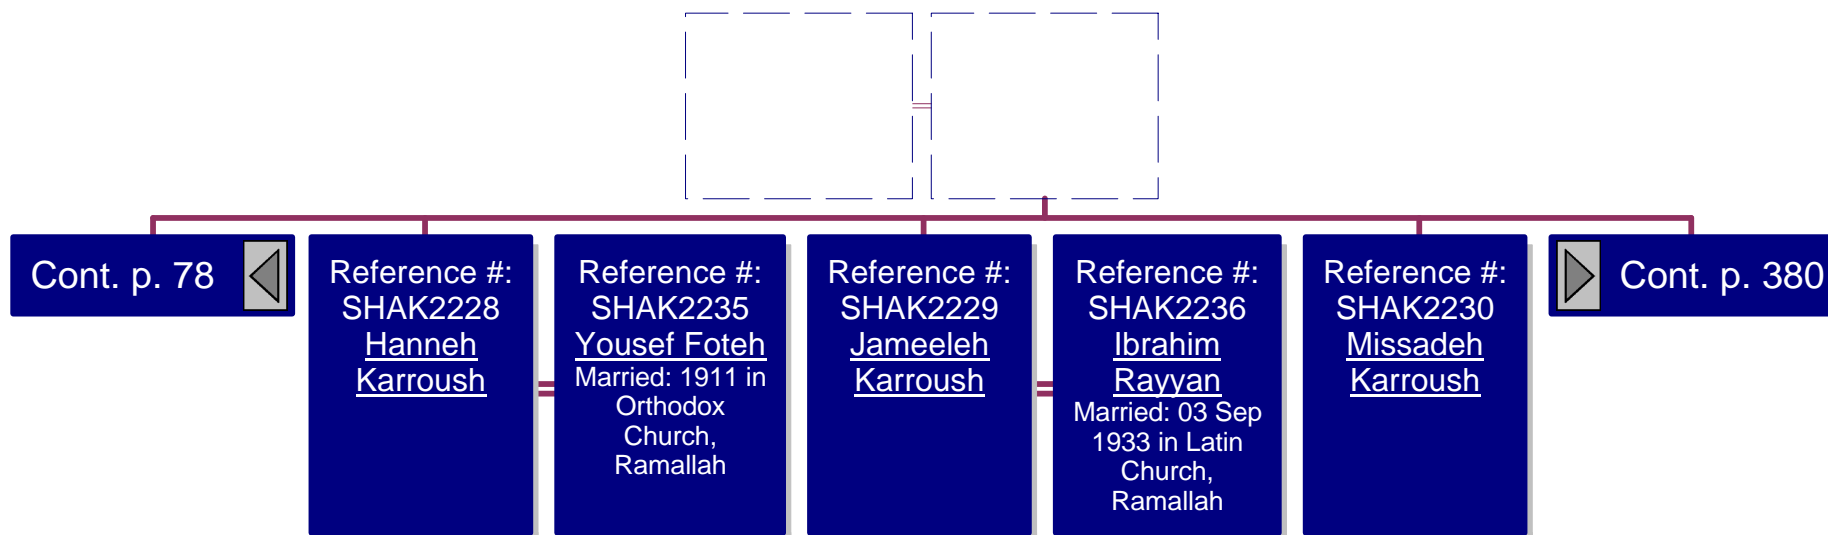 Cont. p. 78
Reference #:
SHAK2228
Hanneh
Karroush
Reference #:
SHAK2235
Yousef Foteh
Married: 1911 in
Orthodox
Church,
Ramallah
Reference #:
SHAK2229
Jameeleh
Karroush
Reference #:
SHAK2236
Ibrahim
Rayyan
Married: 03 Sep
1933 in Latin
Church,
Ramallah
Reference #:
SHAK2230
Missadeh
Karroush
Cont. p. 380